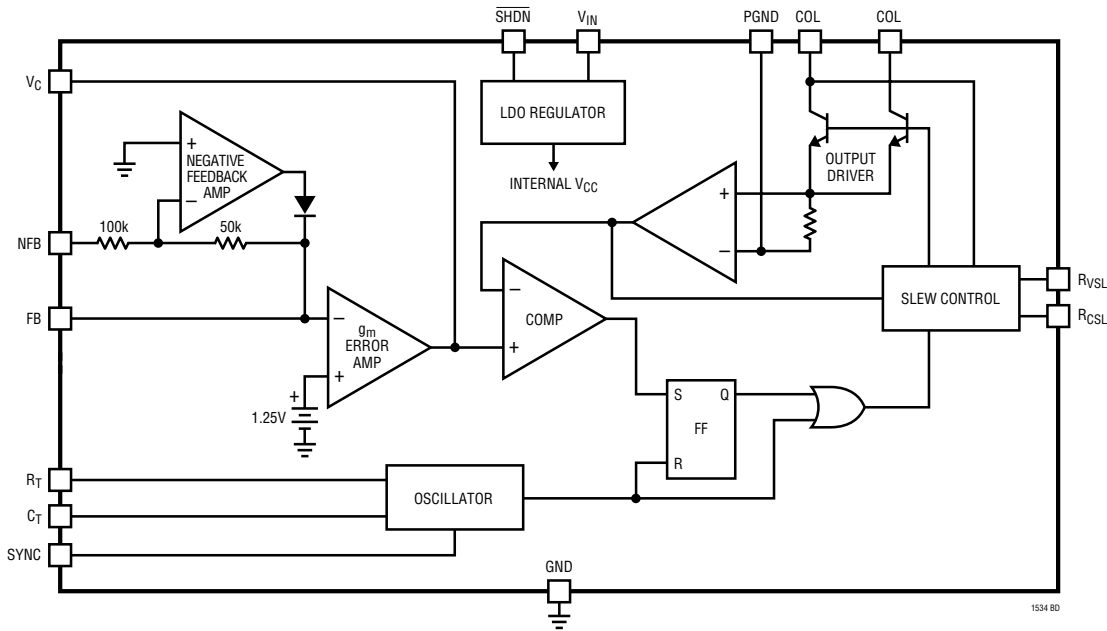 SHDN
VIN
PGND
COL
COL
VC
LDO REGULATOR
+
NEGATIVE
FEEDBACK
AMP
−
OUTPUT
DRIVER
INTERNAL VCC
+
100k
50k
NFB
−
RVSL
SLEW CONTROL
−
FB
−
gm
ERROR
AMP
COMP
RCSL
+
+
+
1.25V
S
Q
FF
R
RT
OSCILLATOR
CT
SYNC
GND
1534 BD